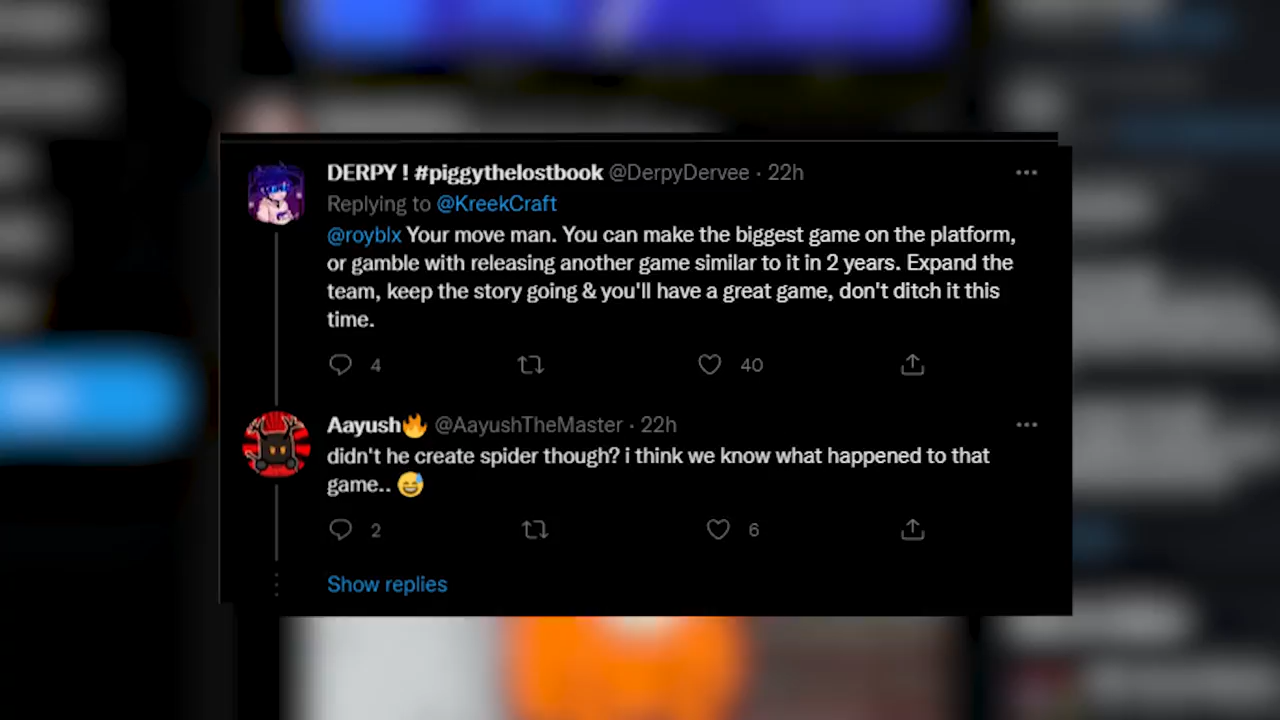 DERPY ! #piggythelostbook @DerpyDervee · 22h
Replying to @KreekCraft
@royblx Your move man. You can make the biggest game on the platform,
or gamble with releasing another game similar to it in 2 years. Expand the
team, keep the story going & you'll have a great game, don't ditch it this
time.
4 40
Aayush🔥 @AayushTheMaster · 22h
didn't he create spider though? i think we know what happened to that
game.. 😅
2 6
Show replies